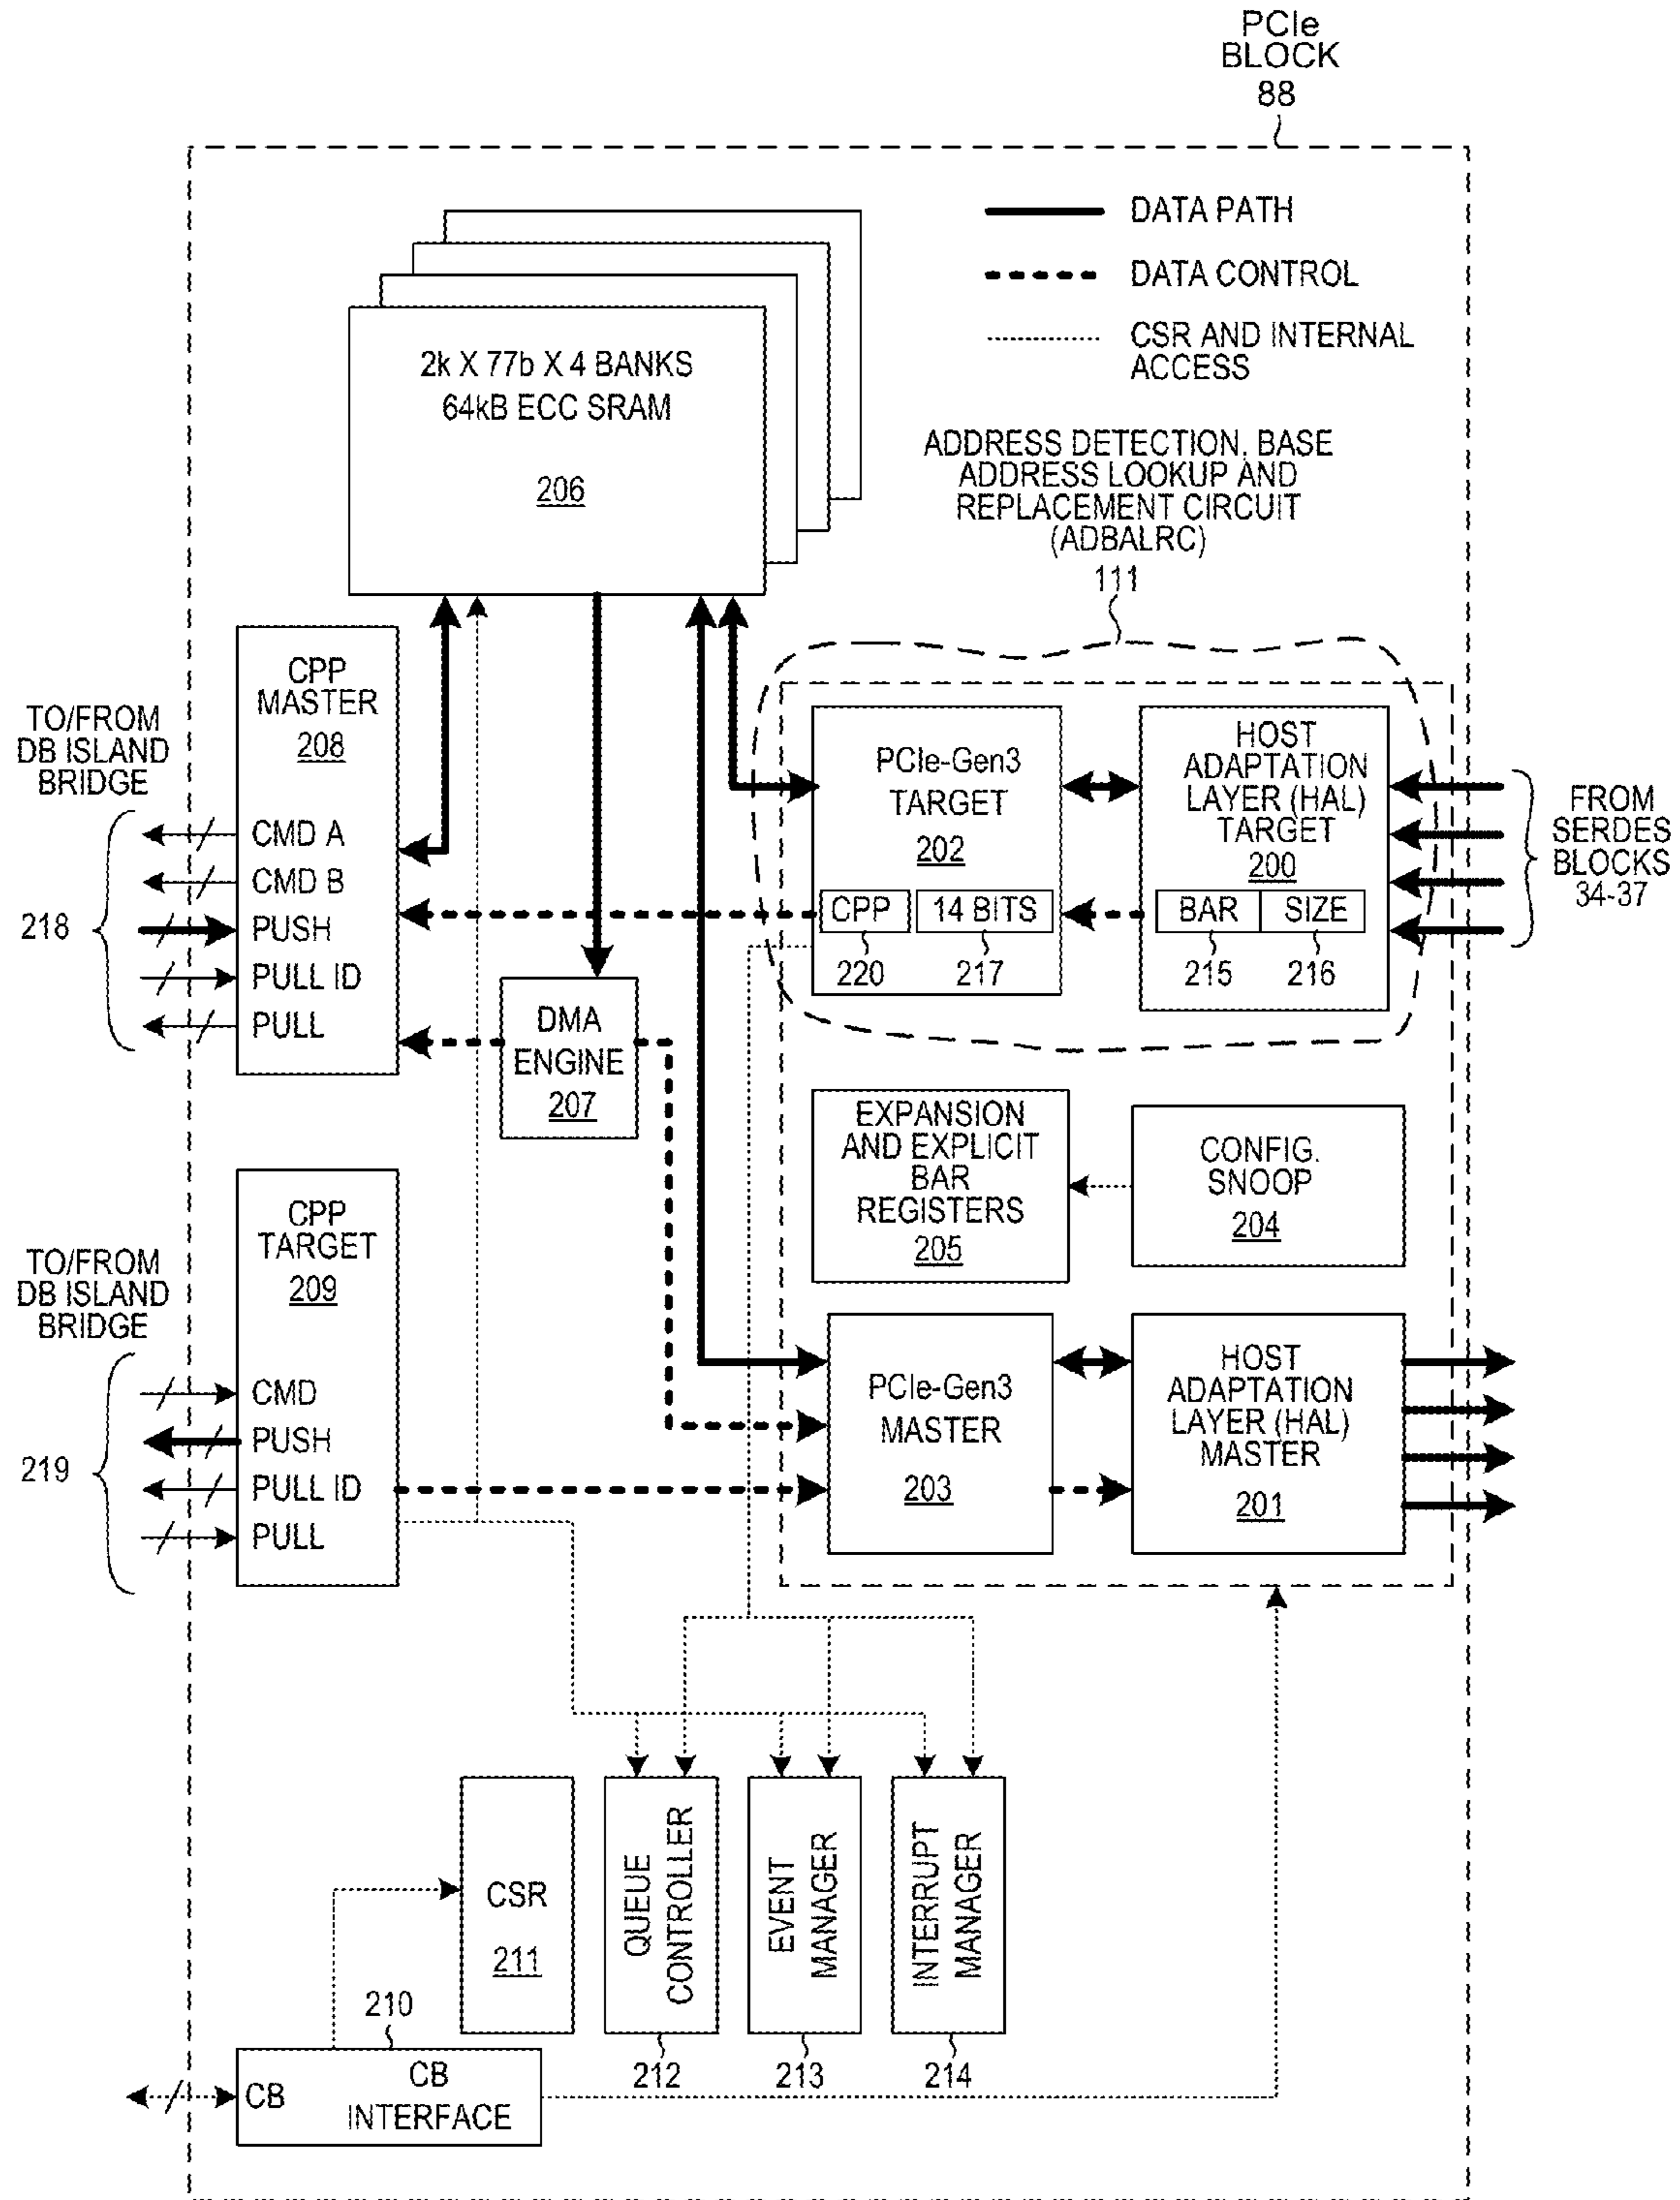 PCIe
BLOCK
88
DATA PATH
DATA CONTROL
CSR AND INTERNAL
ACCESS
2k X 77b X 4 BANKS
64kB ECC SRAM
206
ADDRESS DETECTION, BASE
ADDRESS LOOKUP AND
REPLACEMENT CIRCUIT
(ADBALRC)
111
CPP
MASTER
208
TO/FROM
DB ISLAND
BRIDGE
218
CMD A
CMD B
PUSH
PULL ID
PULL
DMA
ENGINE
207
PCIe-Gen3
TARGET
202
CPP
14 BITS
220
217
HOST
ADAPTATION
LAYER (HAL)
TARGET
200
BAR
SIZE
215
216
FROM
SERDES
BLOCKS
34-37
EXPANSION
AND EXPLICIT
BAR
REGISTERS
205
CONFIG.
SNOOP
204
CPP
TARGET
209
TO/FROM
DB ISLAND
BRIDGE
219
CMD
PUSH
PULL ID
PULL
PCIe-Gen3
MASTER
203
HOST
ADAPTATION
LAYER (HAL)
MASTER
201
CSR
211
QUEUE
CONTROLLER
212
EVENT
MANAGER
213
INTERRUPT
MANAGER
214
210
CB
CB
INTERFACE